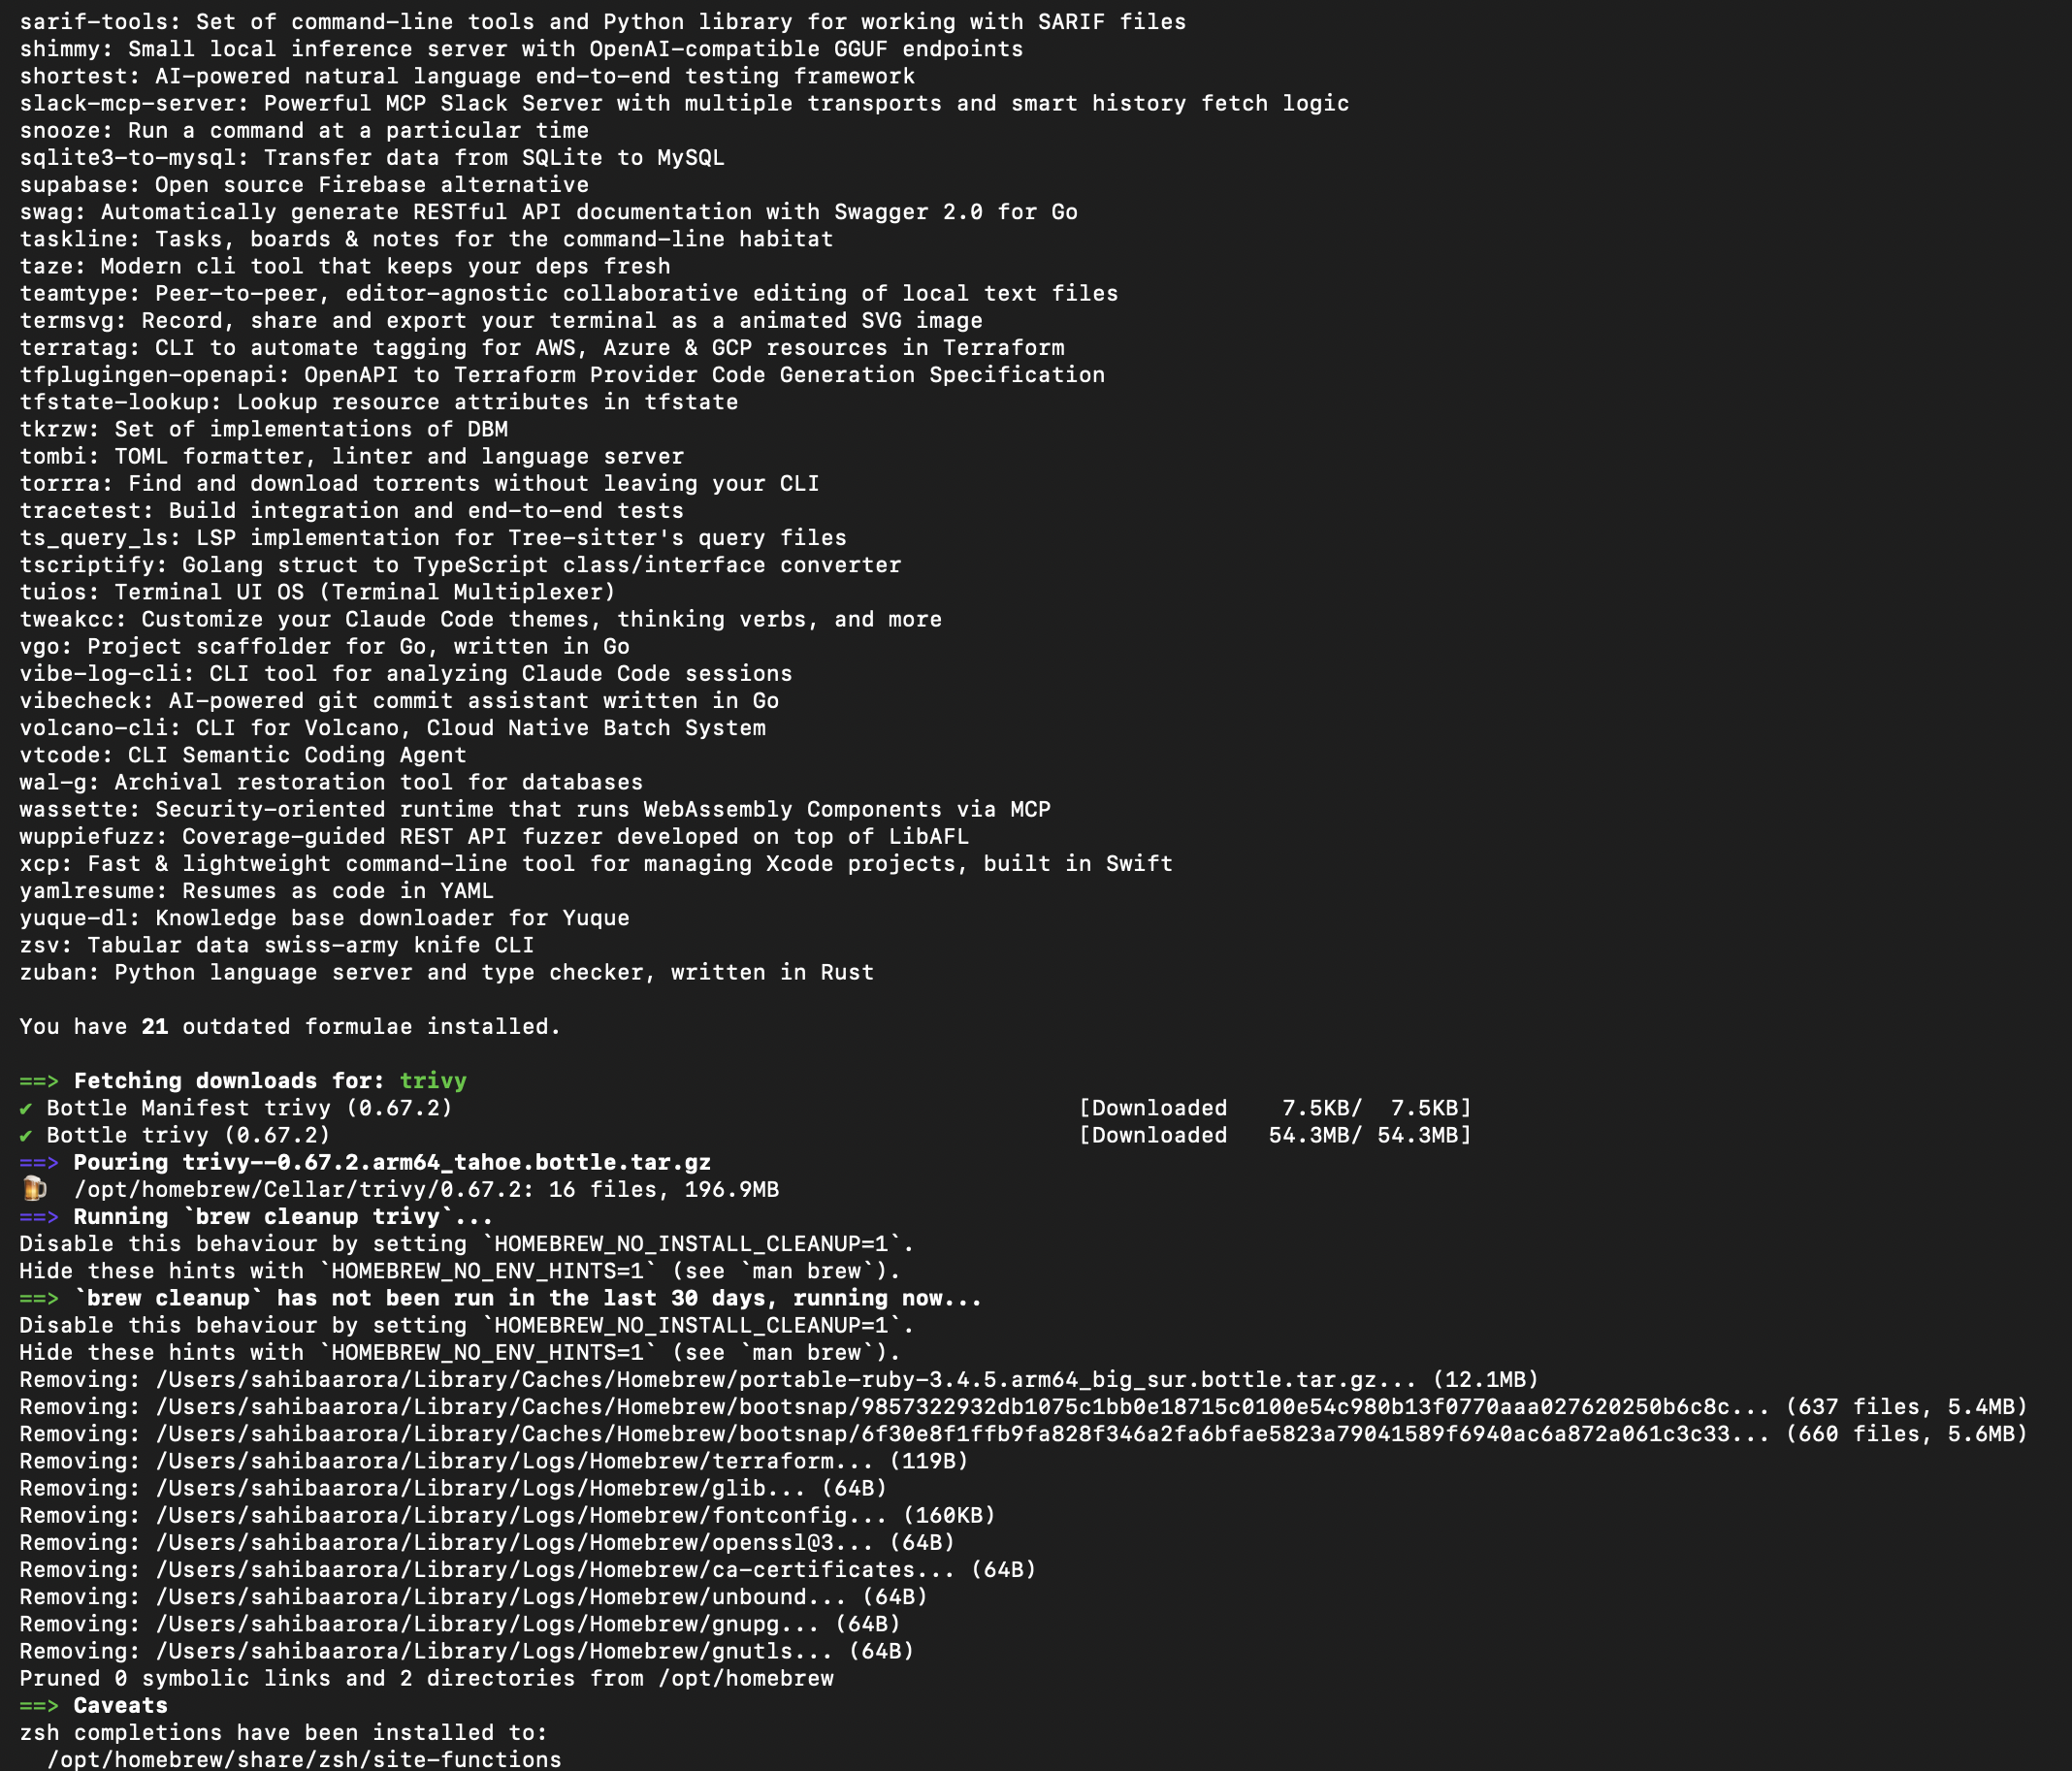 sarif-tools: Set of command-line tools and Python library for working with SARIF files
shimmy: Small local inference server with OpenAI-compatible GGUF endpoints
shortest: AI-powered natural language end-to-end testing framework
slack-mcp-server: Powerful MCP Slack Server with multiple transports and smart history fetch logic
snooze: Run a command at a particular time
sqlite3-to-mysql: Transfer data from SQLite to MySQL
supabase: Open source Firebase alternative
swag: Automatically generate RESTful API documentation with Swagger 2.0 for Go
taskline: Tasks, boards & notes for the command-line habitat
taze: Modern cli tool that keeps your deps fresh
teamtype: Peer-to-peer, editor-agnostic collaborative editing of local text files
termsvg: Record, share and export your terminal as a animated SVG image
terratag: CLI to automate tagging for AWS, Azure & GCP resources in Terraform
tfplugingen-openapi: OpenAPI to Terraform Provider Code Generation Specification
tfstate-lookup: Lookup resource attributes in tfstate
tkrzw: Set of implementations of DBM
tombi: TOML formatter, linter and language server
torrra: Find and download torrents without leaving your CLI
tracetest: Build integration and end-to-end tests
ts_query_ls: LSP implementation for Tree-sitter's query files
tscriptify: Golang struct to TypeScript class/interface converter
tuios: Terminal UI OS (Terminal Multiplexer)
tweakcc: Customize your Claude Code themes, thinking verbs, and more
vgo: Project scaffolder for Go, written in Go
vibe-log-cli: CLI tool for analyzing Claude Code sessions
vibecheck: AI-powered git commit assistant written in Go
volcano-cli: CLI for Volcano, Cloud Native Batch System
vtcode: CLI Semantic Coding Agent
wal-g: Archival restoration tool for databases
wassette: Security-oriented runtime that runs WebAssembly Components via MCP
wuppiefuzz: Coverage-guided REST API fuzzer developed on top of LibAFL
xcp: Fast & lightweight command-line tool for managing Xcode projects, built in Swift
yamlresume: Resumes as code in YAML
yuque-dl: Knowledge base downloader for Yuque
zsv: Tabular data swiss-army knife CLI
zuban: Python language server and type checker, written in Rust
You have 21 outdated formulae installed.
==> Fetching downloads for: trivy
✔ Bottle Manifest trivy (0.67.2) [Downloaded 7.5KB/ 7.5KB]
✔ Bottle trivy (0.67.2) [Downloaded 54.3MB/ 54.3MB]
==> Pouring trivy--0.67.2.arm64_tahoe.bottle.tar.gz
🍺 /opt/homebrew/Cellar/trivy/0.67.2: 16 files, 196.9MB
==> Running `brew cleanup trivy`...
Disable this behaviour by setting `HOMEBREW_NO_INSTALL_CLEANUP=1`.
Hide these hints with `HOMEBREW_NO_ENV_HINTS=1` (see `man brew`).
==> `brew cleanup` has not been run in the last 30 days, running now...
Disable this behaviour by setting `HOMEBREW_NO_INSTALL_CLEANUP=1`.
Hide these hints with `HOMEBREW_NO_ENV_HINTS=1` (see `man brew`).
Removing: /Users/sahibaarora/Library/Caches/Homebrew/portable-ruby-3.4.5.arm64_big_sur.bottle.tar.gz... (12.1MB)
Removing: /Users/sahibaarora/Library/Caches/Homebrew/bootsnap/9857322932db1075c1bb0e18715c0100e54c980b13f0770aaa027620250b6c8c... (637 files, 5.4MB)
Removing: /Users/sahibaarora/Library/Caches/Homebrew/bootsnap/6f30e8f1ffb9fa828f346a2fa6bfae5823a79041589f6940ac6a872a061c3c33... (660 files, 5.6MB)
Removing: /Users/sahibaarora/Library/Logs/Homebrew/terraform... (119B)
Removing: /Users/sahibaarora/Library/Logs/Homebrew/glib... (64B)
Removing: /Users/sahibaarora/Library/Logs/Homebrew/fontconfig... (160KB)
Removing: /Users/sahibaarora/Library/Logs/Homebrew/openssl@3... (64B)
Removing: /Users/sahibaarora/Library/Logs/Homebrew/ca-certificates... (64B)
Removing: /Users/sahibaarora/Library/Logs/Homebrew/unbound... (64B)
Removing: /Users/sahibaarora/Library/Logs/Homebrew/gnupg... (64B)
Removing: /Users/sahibaarora/Library/Logs/Homebrew/gnutls... (64B)
Pruned 0 symbolic links and 2 directories from /opt/homebrew
==> Caveats
zsh completions have been installed to:
/opt/homebrew/share/zsh/site-functions